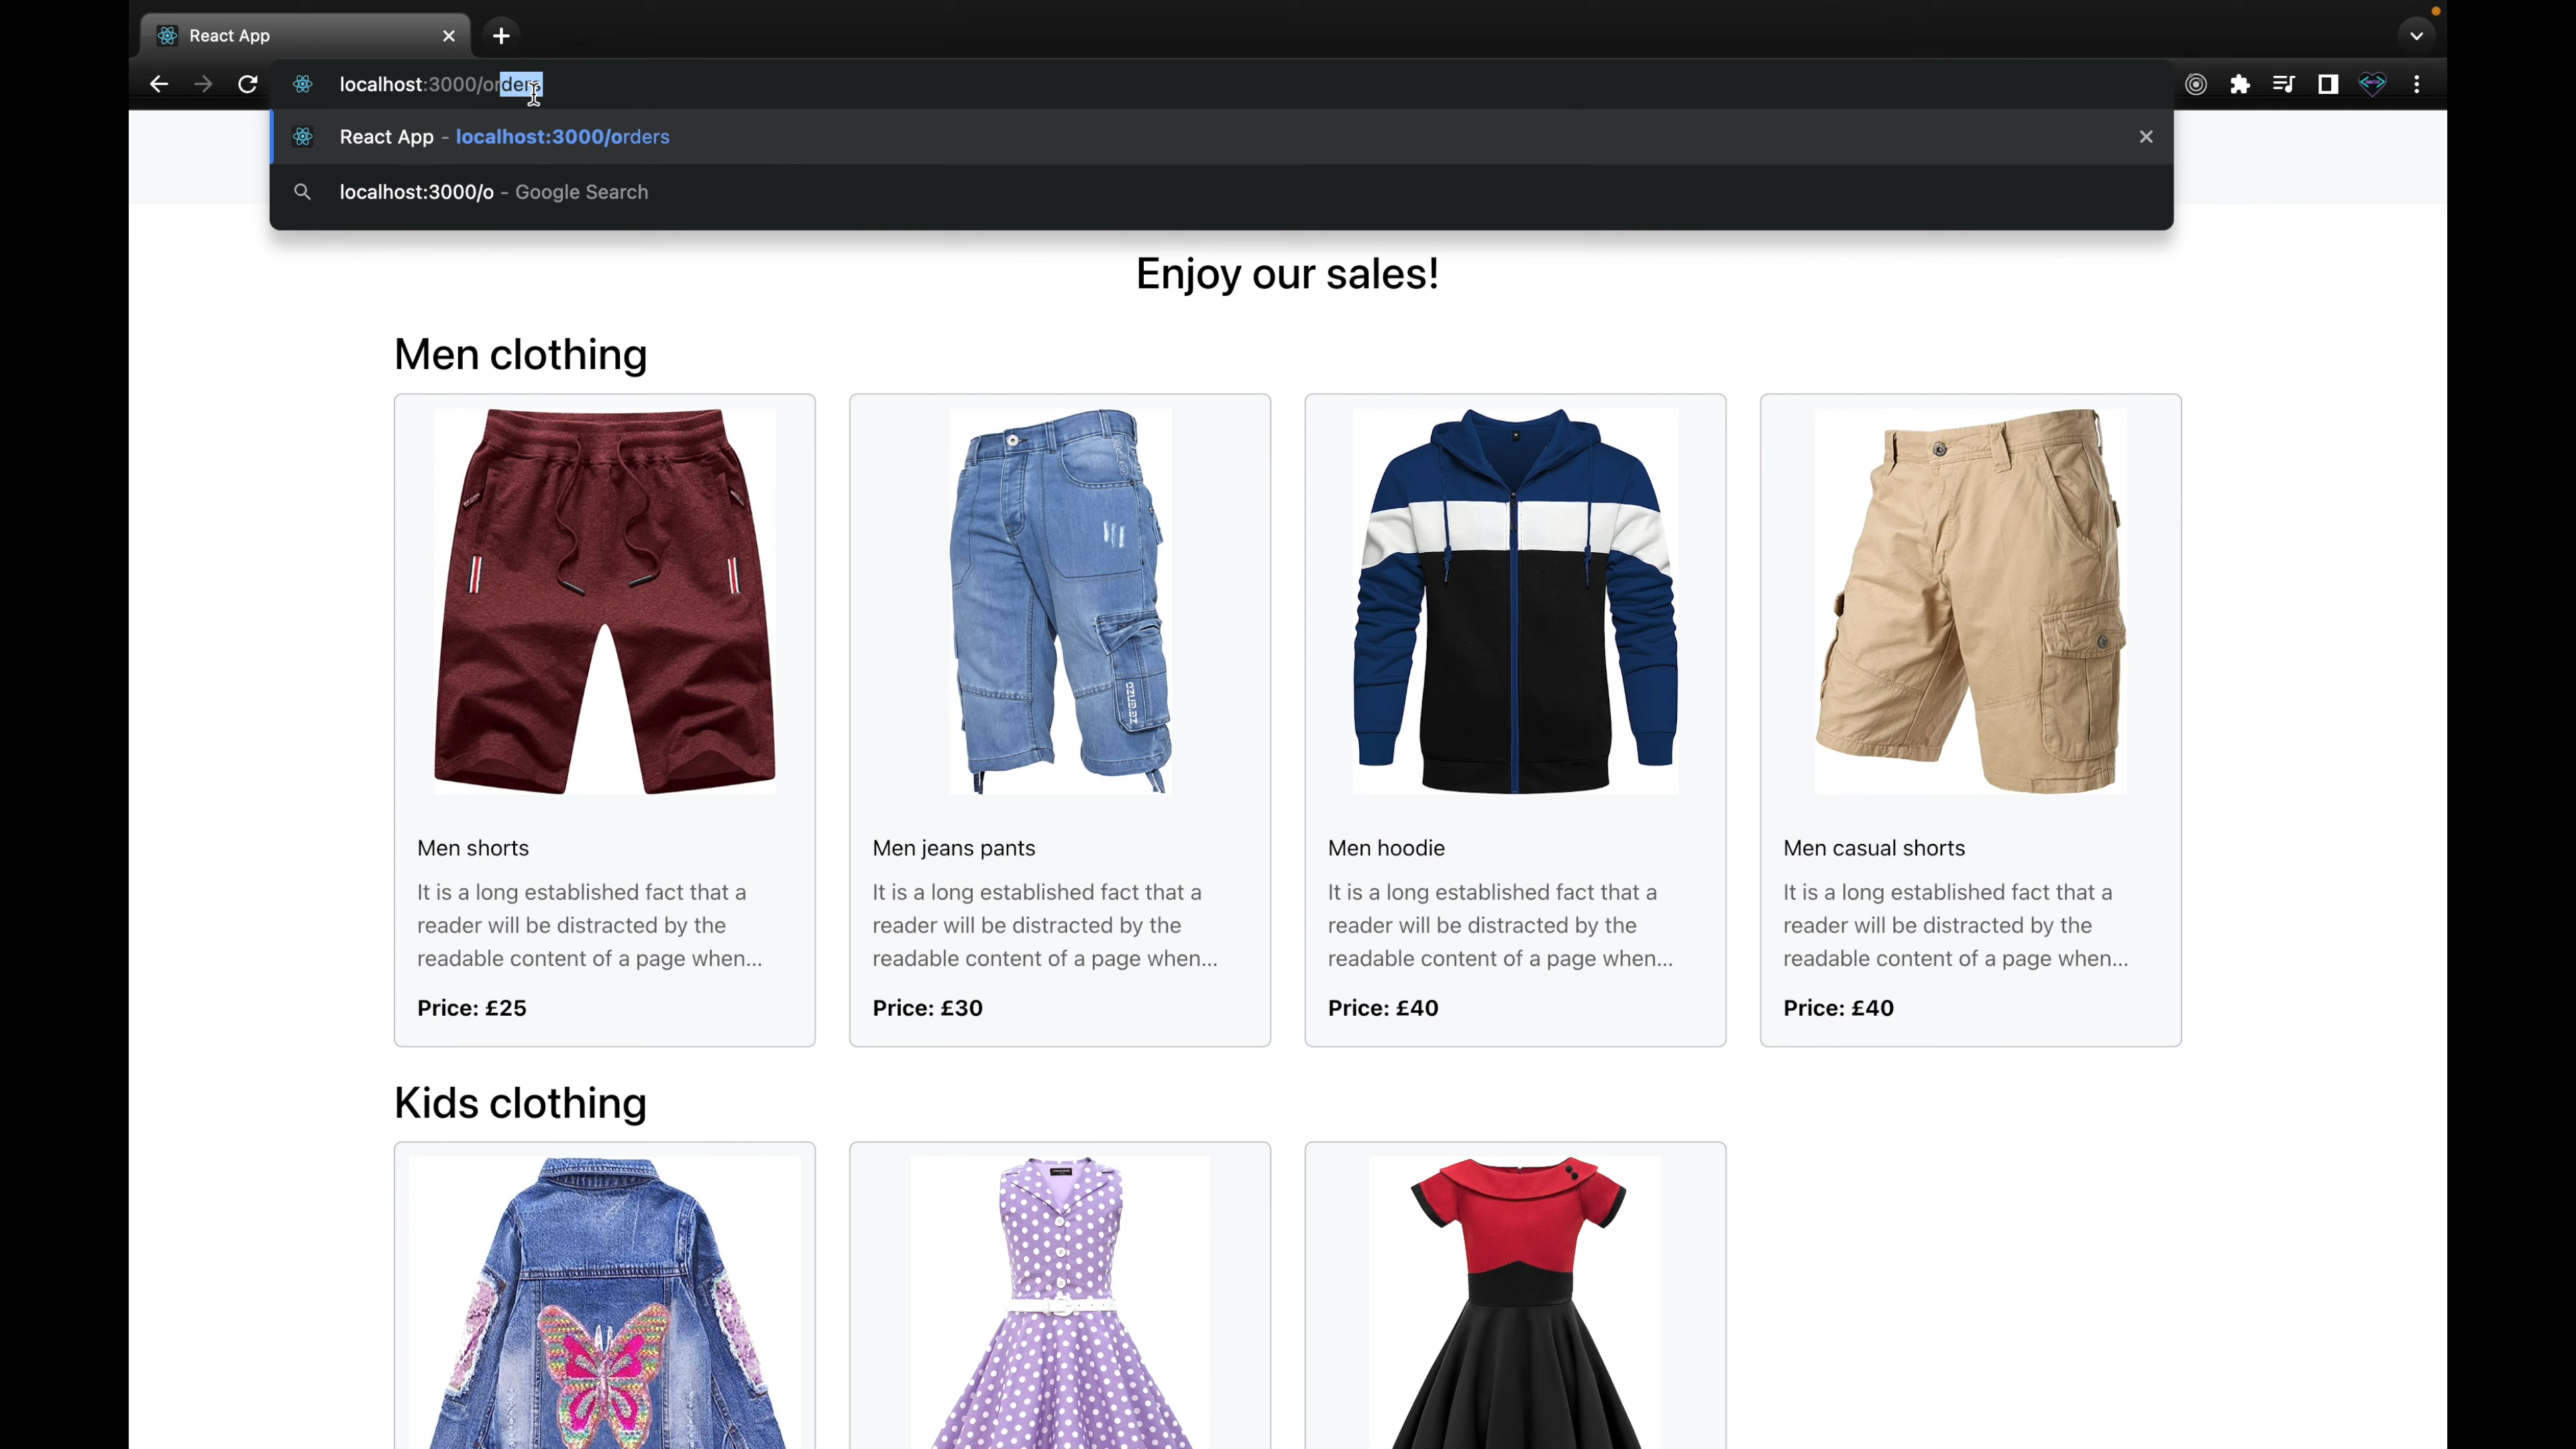 React App
localhost:3000/orders
React App - localhost:3000/orders
localhost:3000/o - Google Search
Enjoy our sales!
Men clothing
Men shorts
It is a long established fact that a
reader will be distracted by the
readable content of a page when...
Price: £25
Men jeans pants
It is a long established fact that a
reader will be distracted by the
readable content of a page when...
Price: £30
Men hoodie
It is a long established fact that a
reader will be distracted by the
readable content of a page when...
Price: £40
Men casual shorts
It is a long established fact that a
reader will be distracted by the
readable content of a page when...
Price: £40
Kids clothing